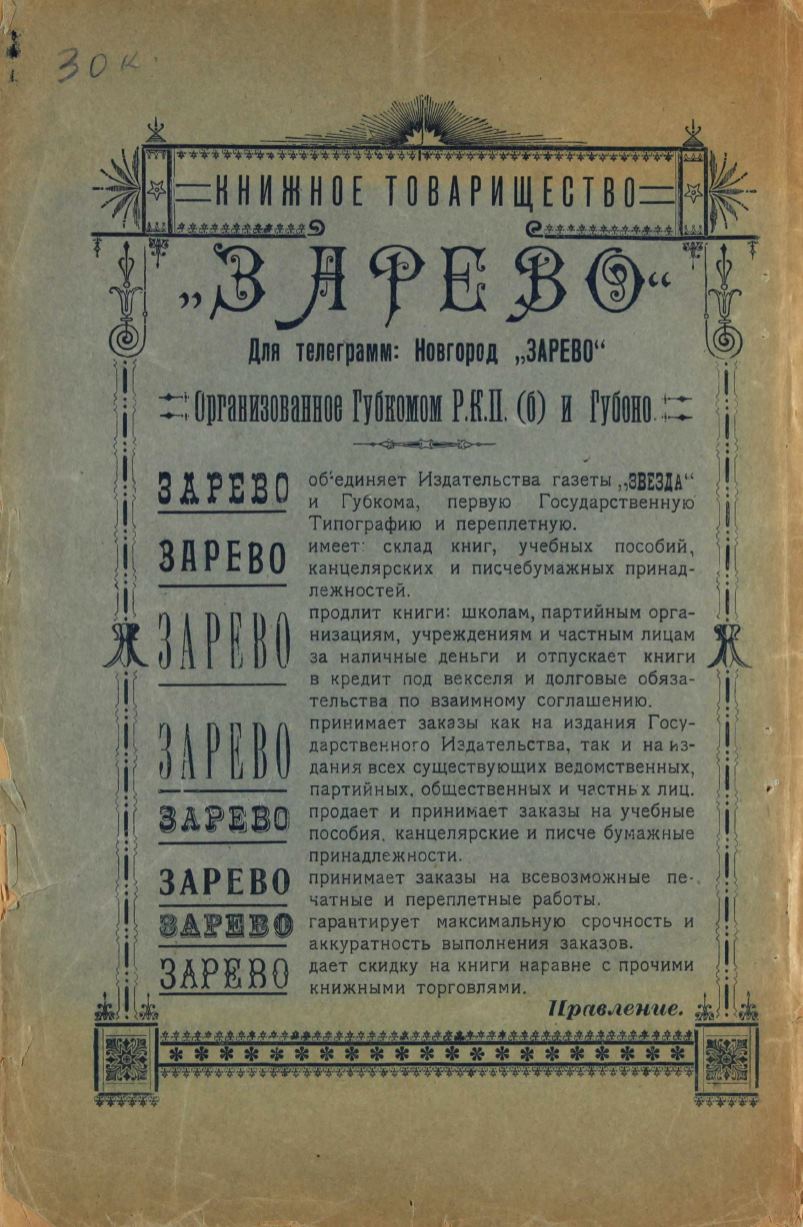 30 к.
КНИЖНОЕ ТОВАРИЩЕСТВО
„ЗАРЕВО“
Для телеграмм: Новгород „ЗАРЕВО“
Организованное Губкомом Р.К.П. (б) и Губоно.
ЗАРЕВО об‘единяет Издательства газеты „ЗВЕЗДА“
и Губкома, первую Государственную
Типографию и переплетную.
ЗАРЕВО имеет: склад книг, учебных пособий,
канцелярских и писчебумажных принад-
лежностей.
ЗАРЕВО продлит книги: школам, партийным орга-
низациям, учреждениям и частным лицам
за наличные деньги и отпускает книги
в кредит под векселя и долговые обяза-
тельства по взаимному соглашению.
ЗАРЕВО принимает заказы как на издания Госу-
дарственного Издательства, так и на из-
дания всех существующих ведомственных,
партийных, общественных и частных лиц.
ЗАРЕВО продает и принимает заказы на учебные
пособия, канцелярские и писче бумажные
принадлежности.
ЗАРЕВО принимает заказы на всевозможные пе-
чатные и переплетные работы.
ЗАРЕВО гарантирует максимальную срочность и
аккуратность выполнения заказов.
ЗАРЕВО дает скидку на книги наравне с прочими
книжными торговлями.
Правление.